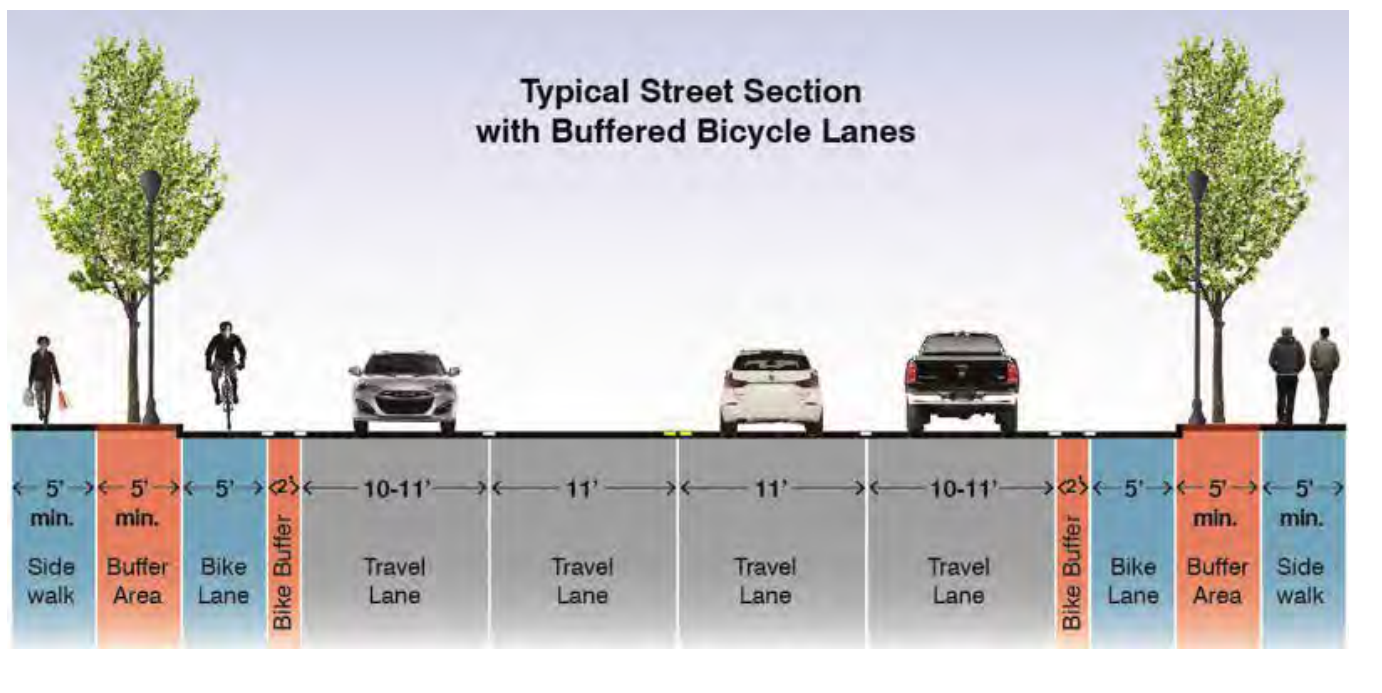 Typical Street Section
with Buffered Bicycle Lanes
5' 5' 5' 2' 10-11' 11' 11' 10-11' 2' 5' 5' 5'
min. min. min. min.
Side Buffer Bike Bike Buffer Travel Travel Travel Travel Bike Buffer Bike Buffer Side
walk Area Lane Lane Lane Lane Lane Lane Area walk